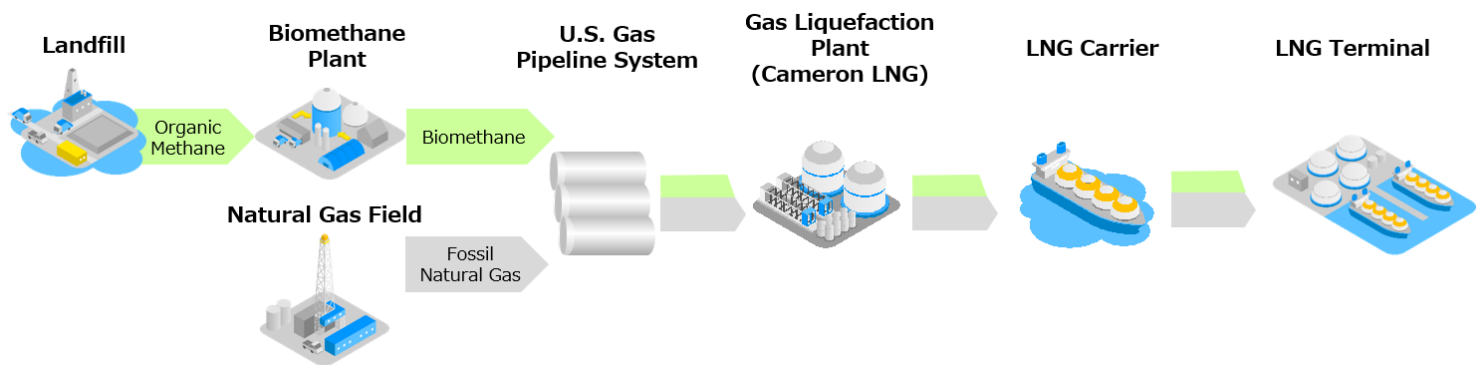 Landfill
Organic
Methane
Biomethane
Plant
Biomethane
Natural Gas Field
Fossil
Natural Gas
U.S. Gas
Pipeline System
Gas Liquefaction
Plant
(Cameron LNG)
LNG Carrier
LNG Terminal